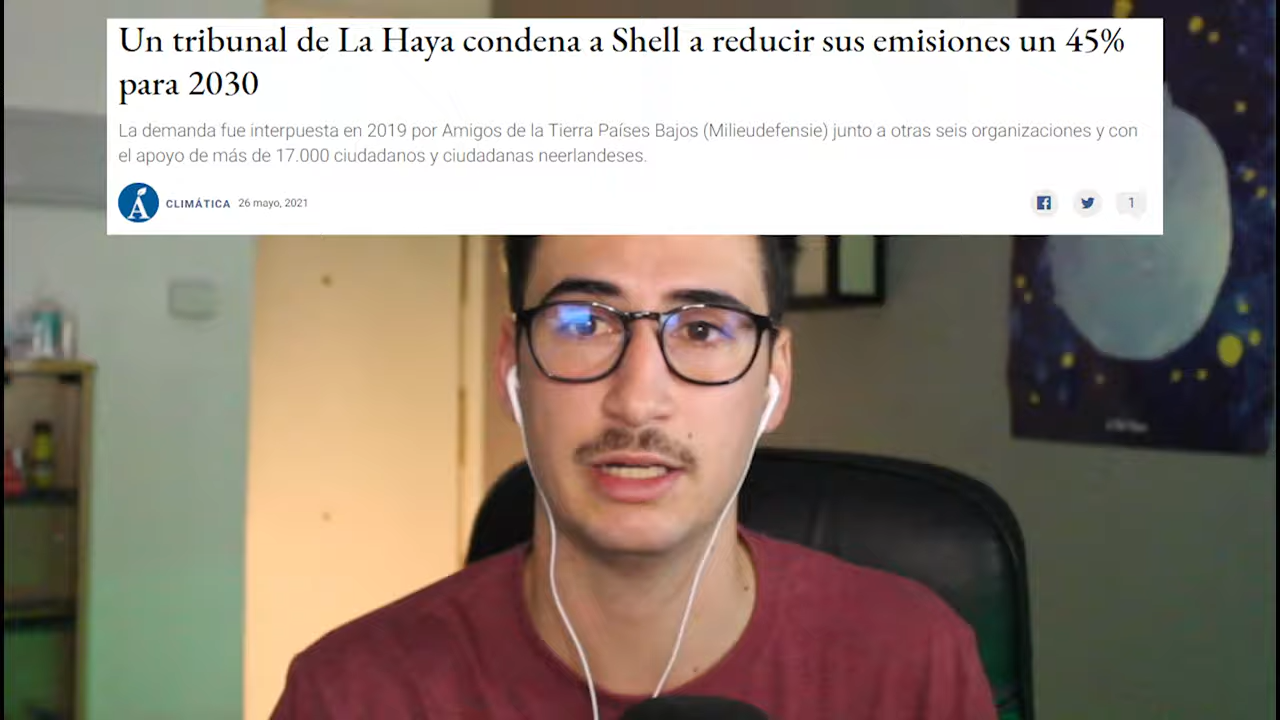 Un tribunal de La Haya condena a Shell a reducir sus emisiones un 45%
para 2030
La demanda fue interpuesta en 2019 por Amigos de la Tierra Países Bajos (Milieudefensie) junto a otras seis organizaciones y con
el apoyo de más de 17.000 ciudadanos y ciudadanas neerlandeses.
Á CLIMÁTICA 26 mayo, 2021 1